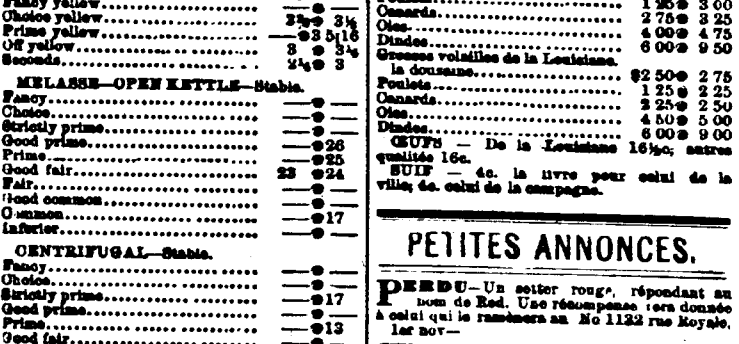 Fancy yellow
Choice yellow 3½@ 3⅝
Prime yellow —@3 5|16
Off yellow 3 @ 3¼
Seconds 2¼@ 3
MELASSE—OPEN KETTLE—Stable.
Fancy —@—
Choice —@—
Strictly prime —@—
Good prime —@26
Prime —@25
Good fair 23 @24
Fair —@—
Good common —@—
Common —@17
Inferior —@—
CENTRIFUGAL—Stable.
Fancy —@—
Choice —@—
Strictly prime —@17
Good prime —@—
Prime —@13
Good fair —@—
1 25@ 3 00
Canards 2 75@ 3 25
Oies 4 00@ 4 75
Dindes 6 00@ 9 50
Grosses volailles de la Louisiane.
la douzaine $2 50@ 2 75
Poulets 1 25@ 2 25
Canards 2 25@ 2 50
Oies 4 50@ 5 00
Dindes 6 00@ 9 00
ŒUFS — De la Louisiane 16½c; autres
qualités 16c.
SUIF — 4c. la livre pour celui de la
ville; 4c. celui de la campagne.
PETITES ANNONCES.
PERDU—Un setter rouge, répondant au
nom de Red. Une récompense sera donnée
à celui qui le ramènera au No 1132 rue Royale.
1er nov—